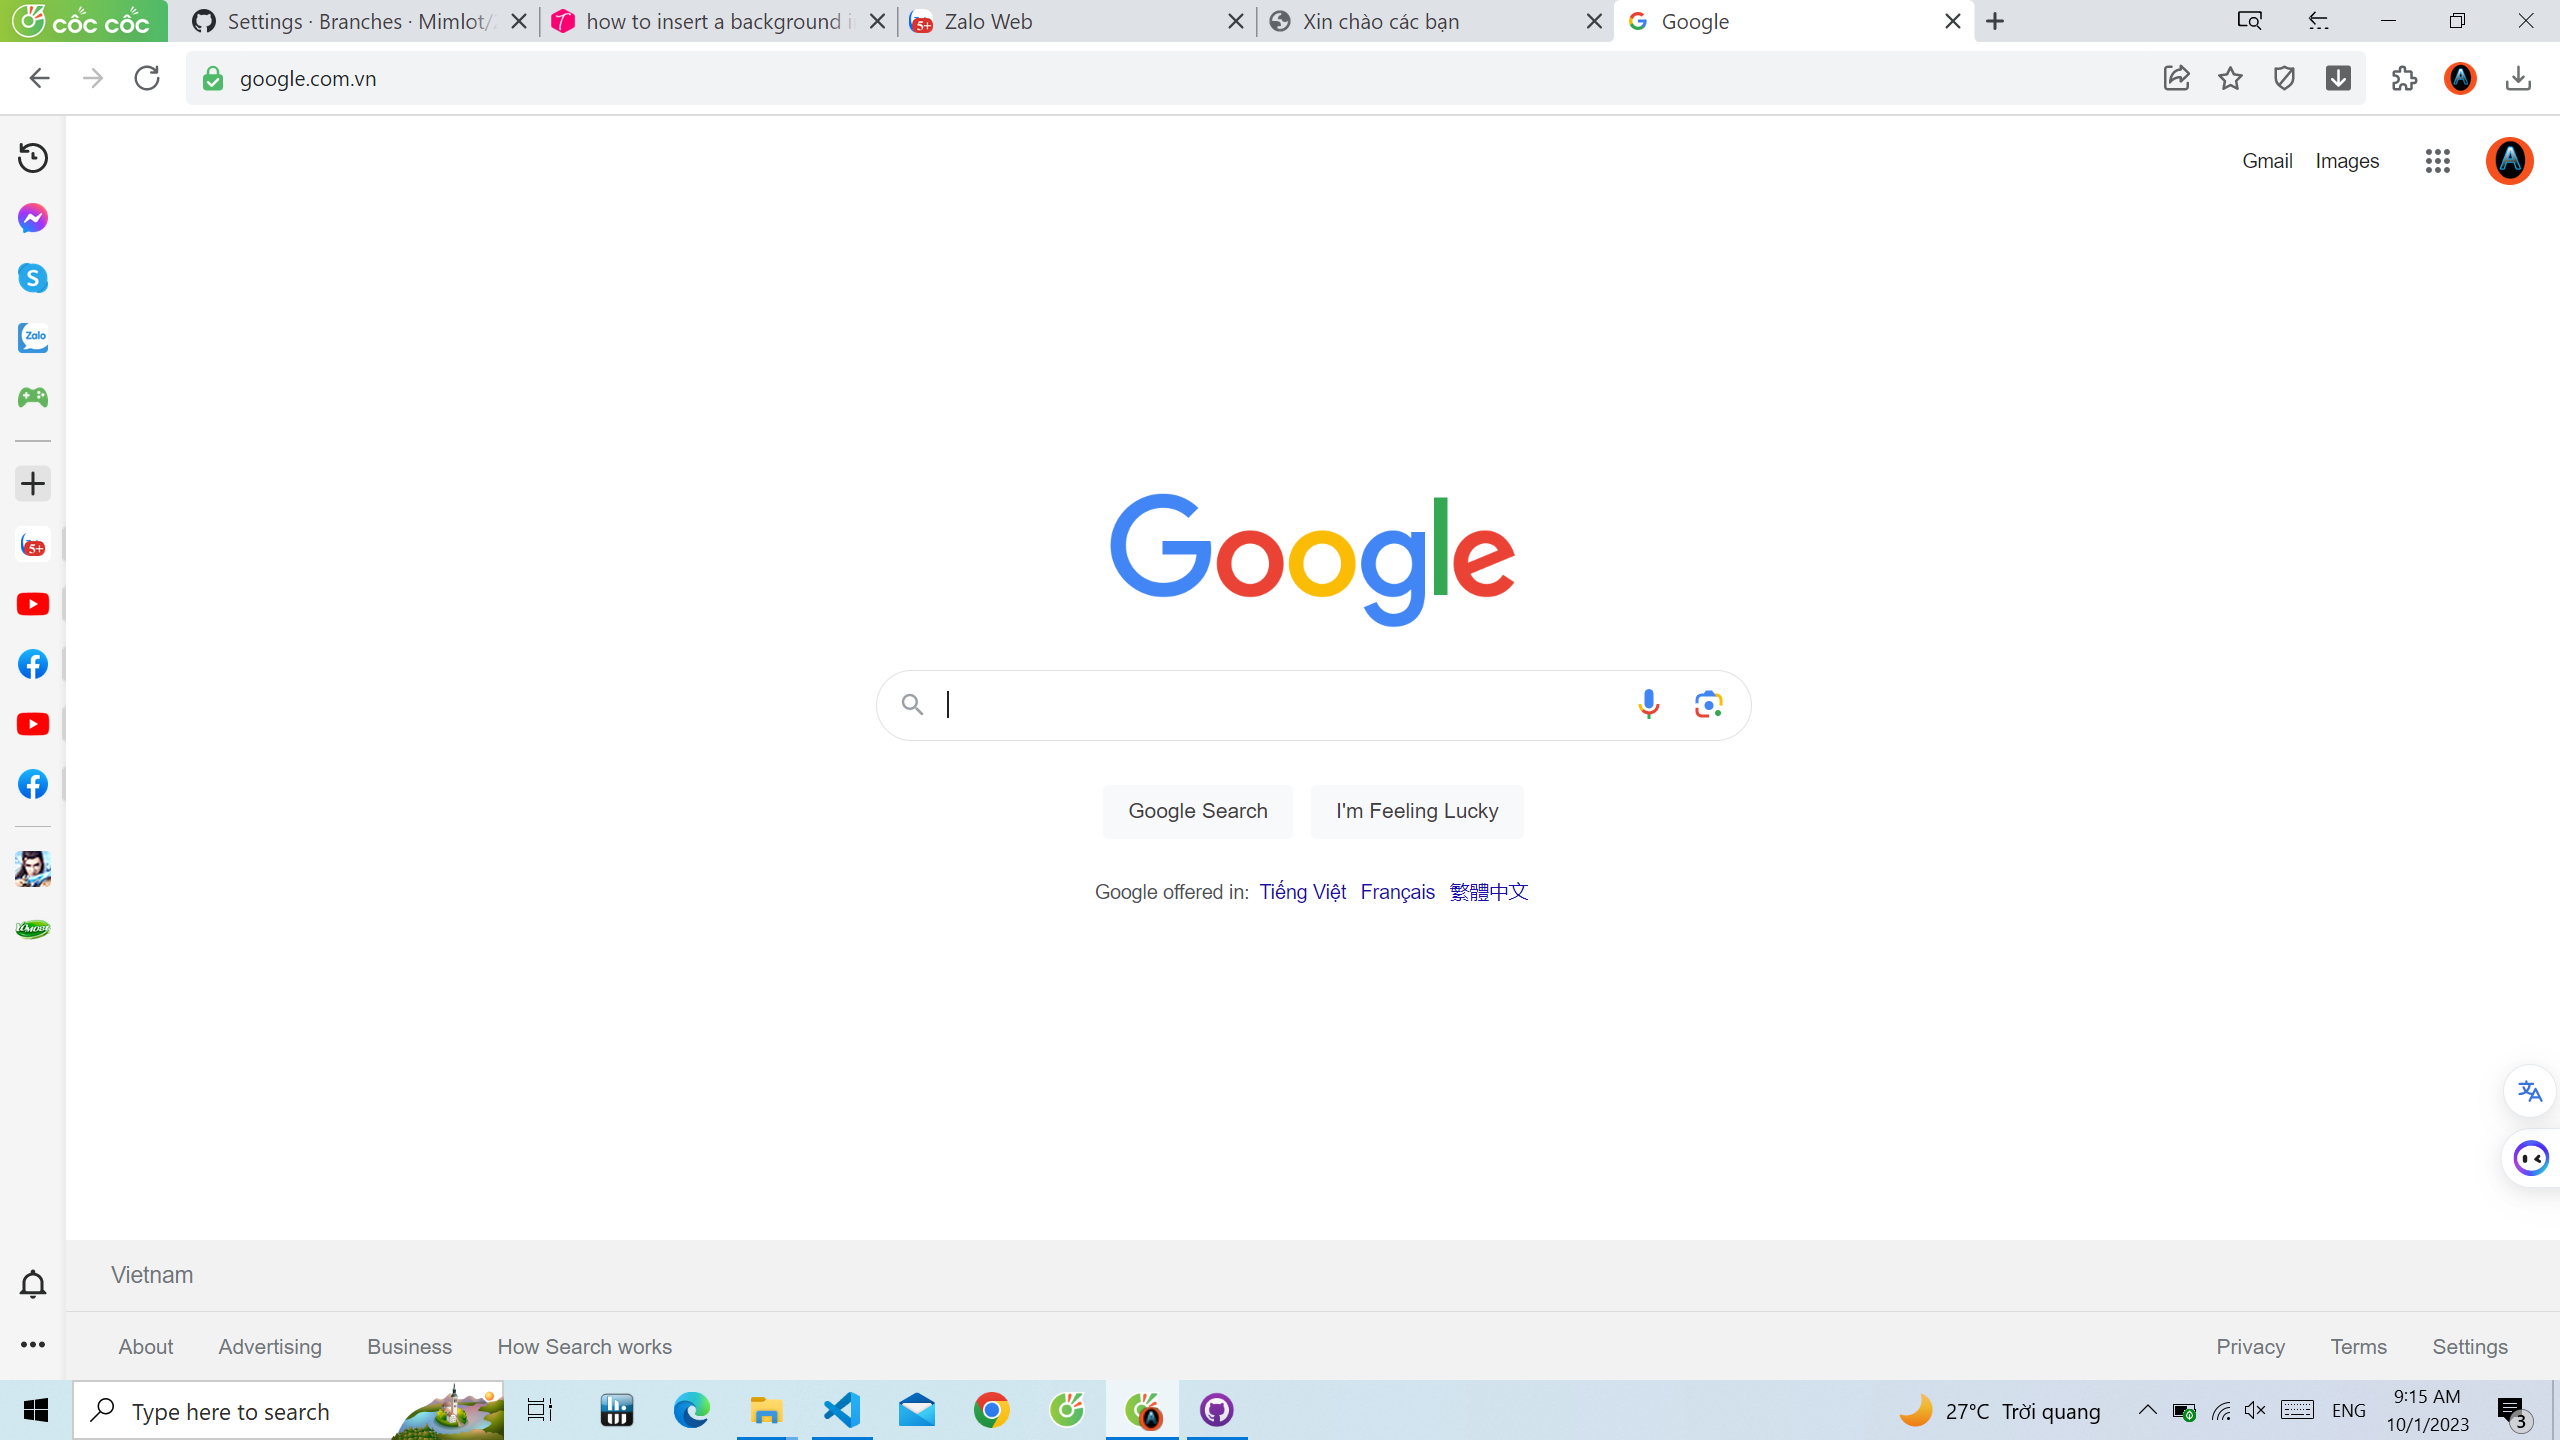 cốc cốc
Settings · Branches · Mimlot/
how to insert a background i
Zalo Web
Xin chào các bạn
Google
google.com.vn
Gmail Images
Zalo
5+
Google
Google Search I'm Feeling Lucky
Google offered in: Tiếng Việt Français 繁體中文
Vietnam
About Advertising Business How Search works Privacy Terms Settings
Type here to search
27°C Trời quang
ENG
9:15 AM
10/1/2023
3